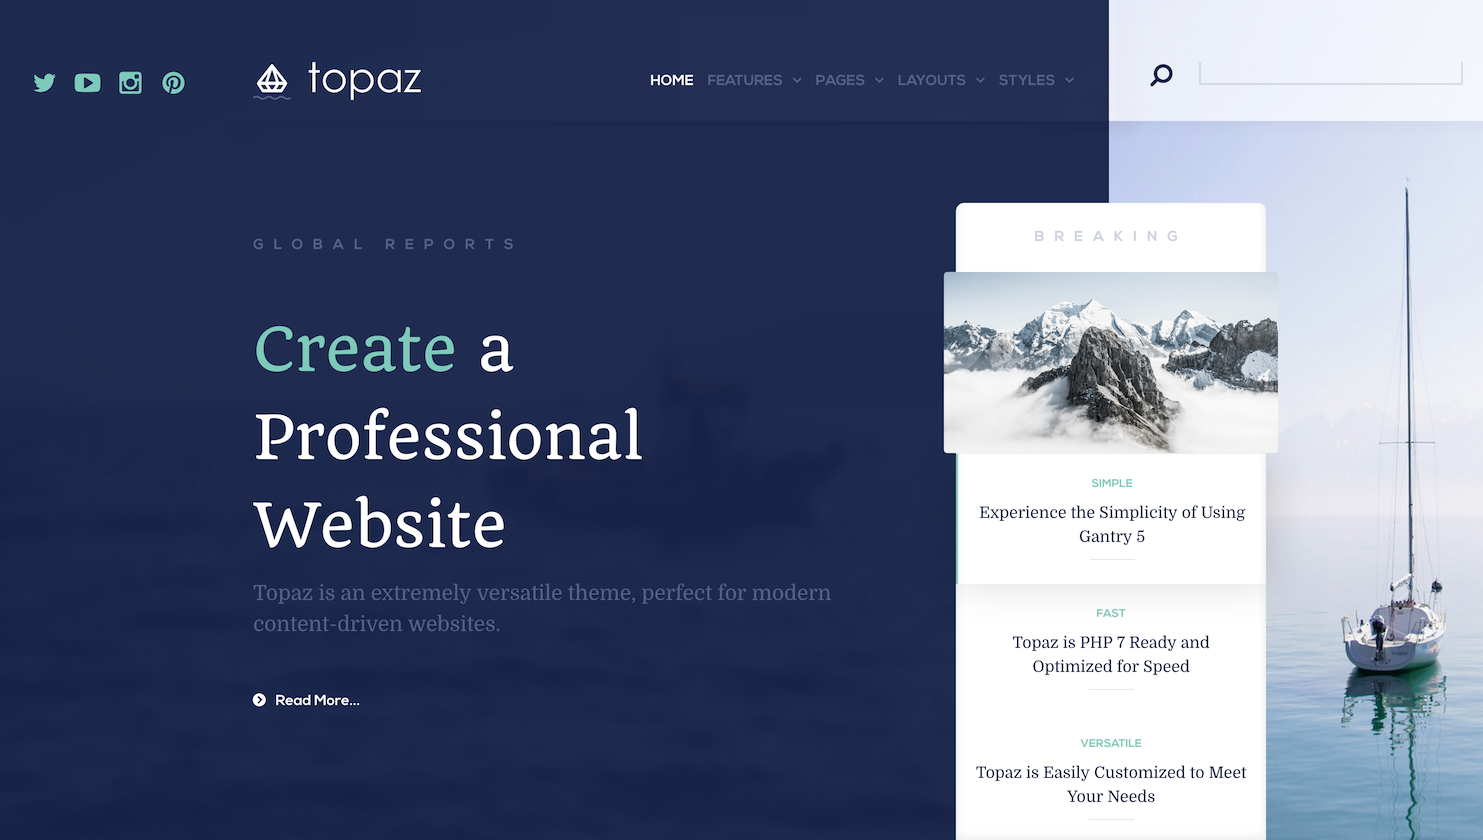 topaz
HOME FEATURES PAGES LAYOUTS STYLES
GLOBAL REPORTS
Create a
Professional
Website
Topaz is an extremely versatile theme, perfect for modern
content-driven websites.
Read More...
BREAKING
SIMPLE
Experience the Simplicity of Using
Gantry 5
FAST
Topaz is PHP 7 Ready and
Optimized for Speed
VERSATILE
Topaz is Easily Customized to Meet
Your Needs